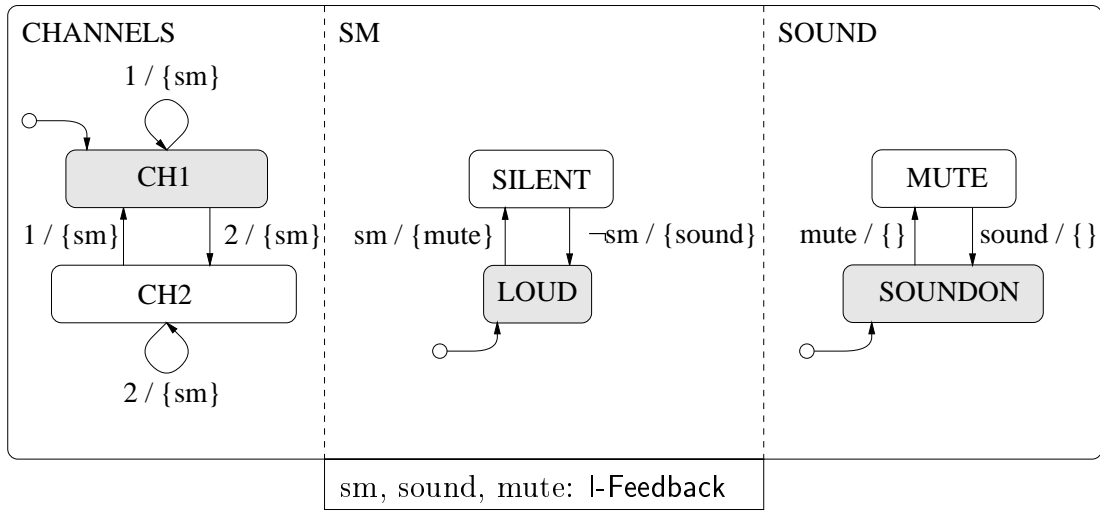 CHANNELS
SM
SOUND
1 / {sm}
CH1
SILENT
MUTE
1 / {sm}
2 / {sm}
sm / {mute}
¬sm / {sound}
mute / {}
sound / {}
CH2
LOUD
SOUNDON
2 / {sm}
sm, sound, mute: I-Feedback